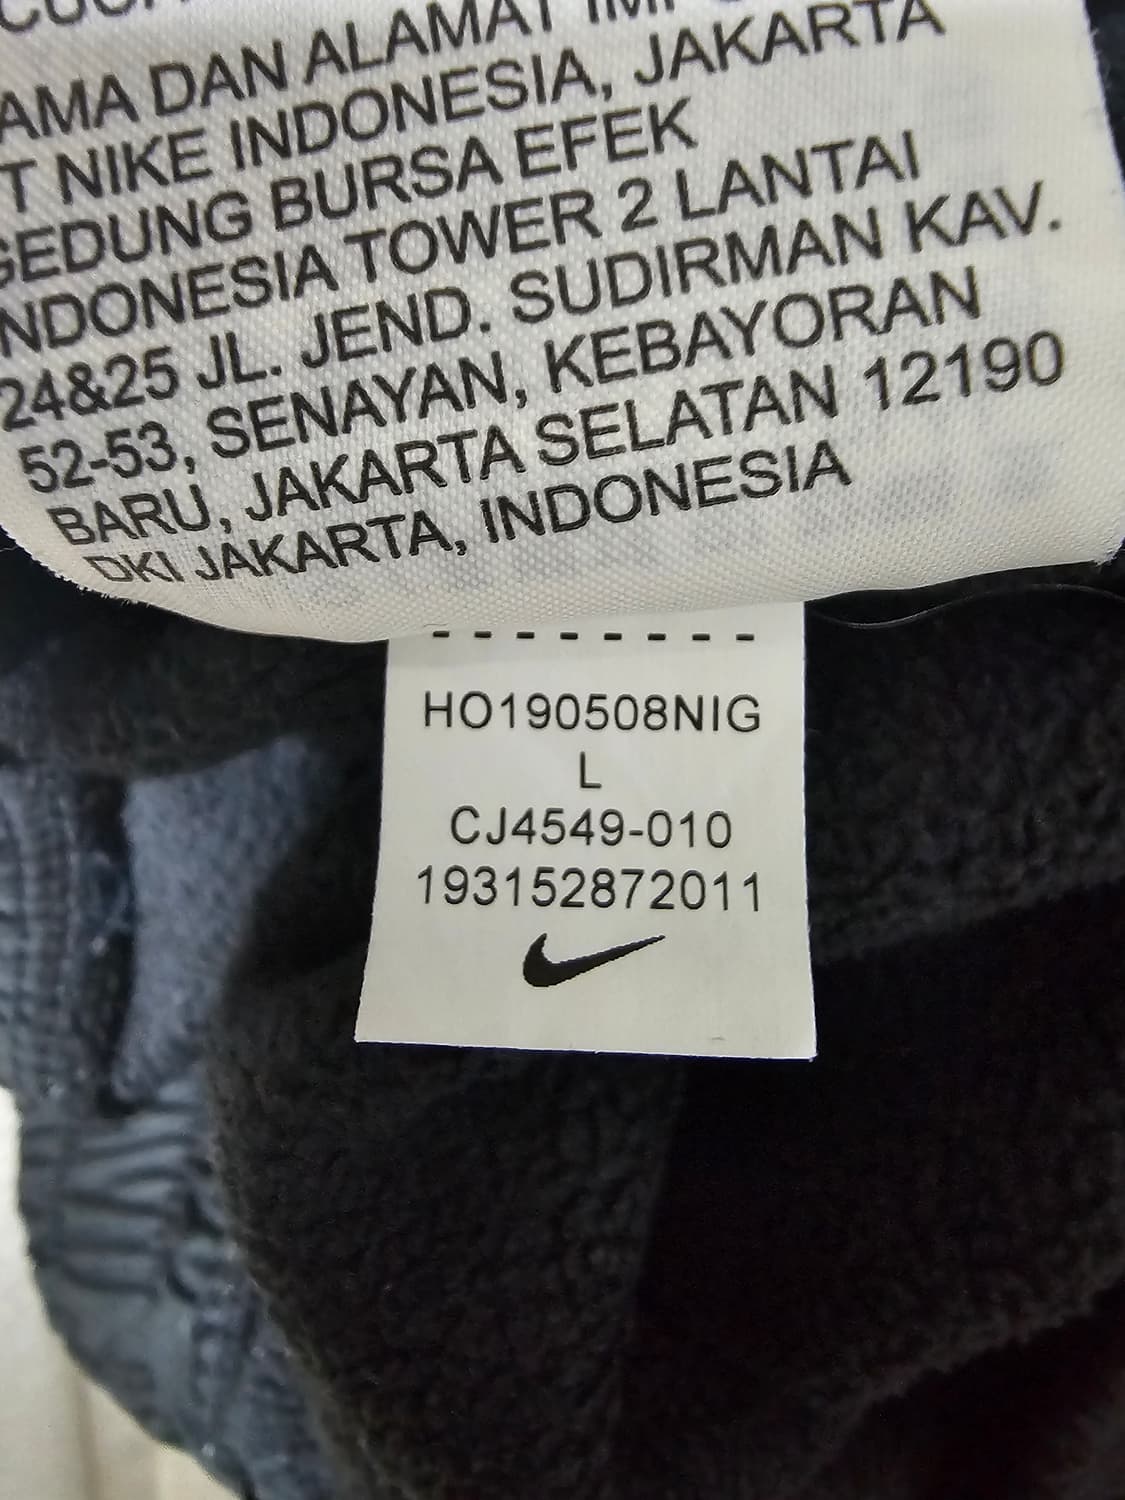 AMA DAN ALAMAT
T NIKE INDONESIA, JAKARTA
GEDUNG BURSA EFEK
INDONESIA TOWER 2 LANTAI
24&25 JL. JEND. SUDIRMAN KAV.
52-53, SENAYAN, KEBAYORAN
BARU, JAKARTA SELATAN 12190
DKI JAKARTA, INDONESIA
HO190508NIG
L
CJ4549-010
193152872011